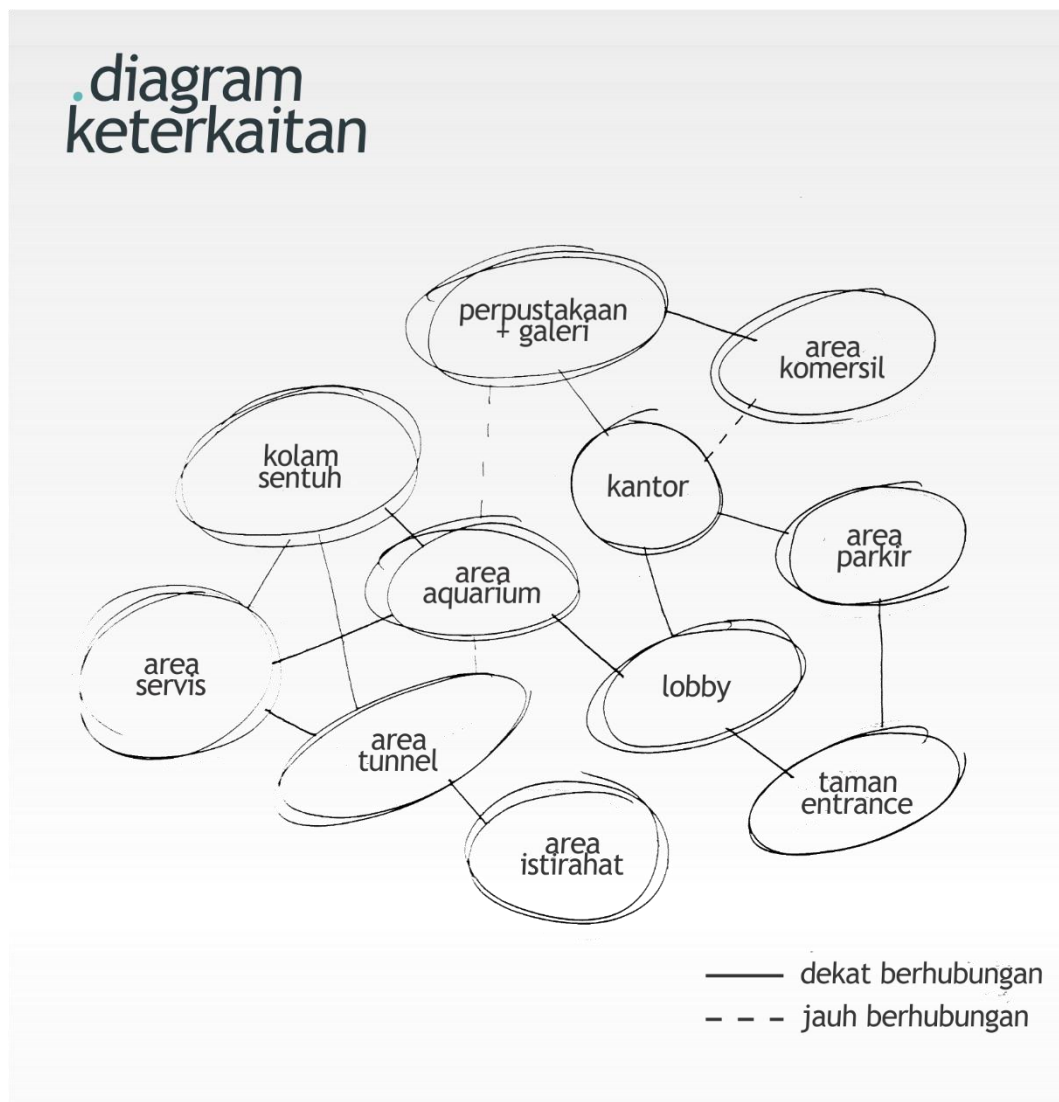 .diagram
keterkaitan
perpustakaan
+ galeri
area
komersil
kolam
sentuh
kantor
area
parkir
area
aquarium
area
servis
lobby
area
tunnel
taman
entrance
area
istirahat
dekat berhubungan
jauh berhubungan